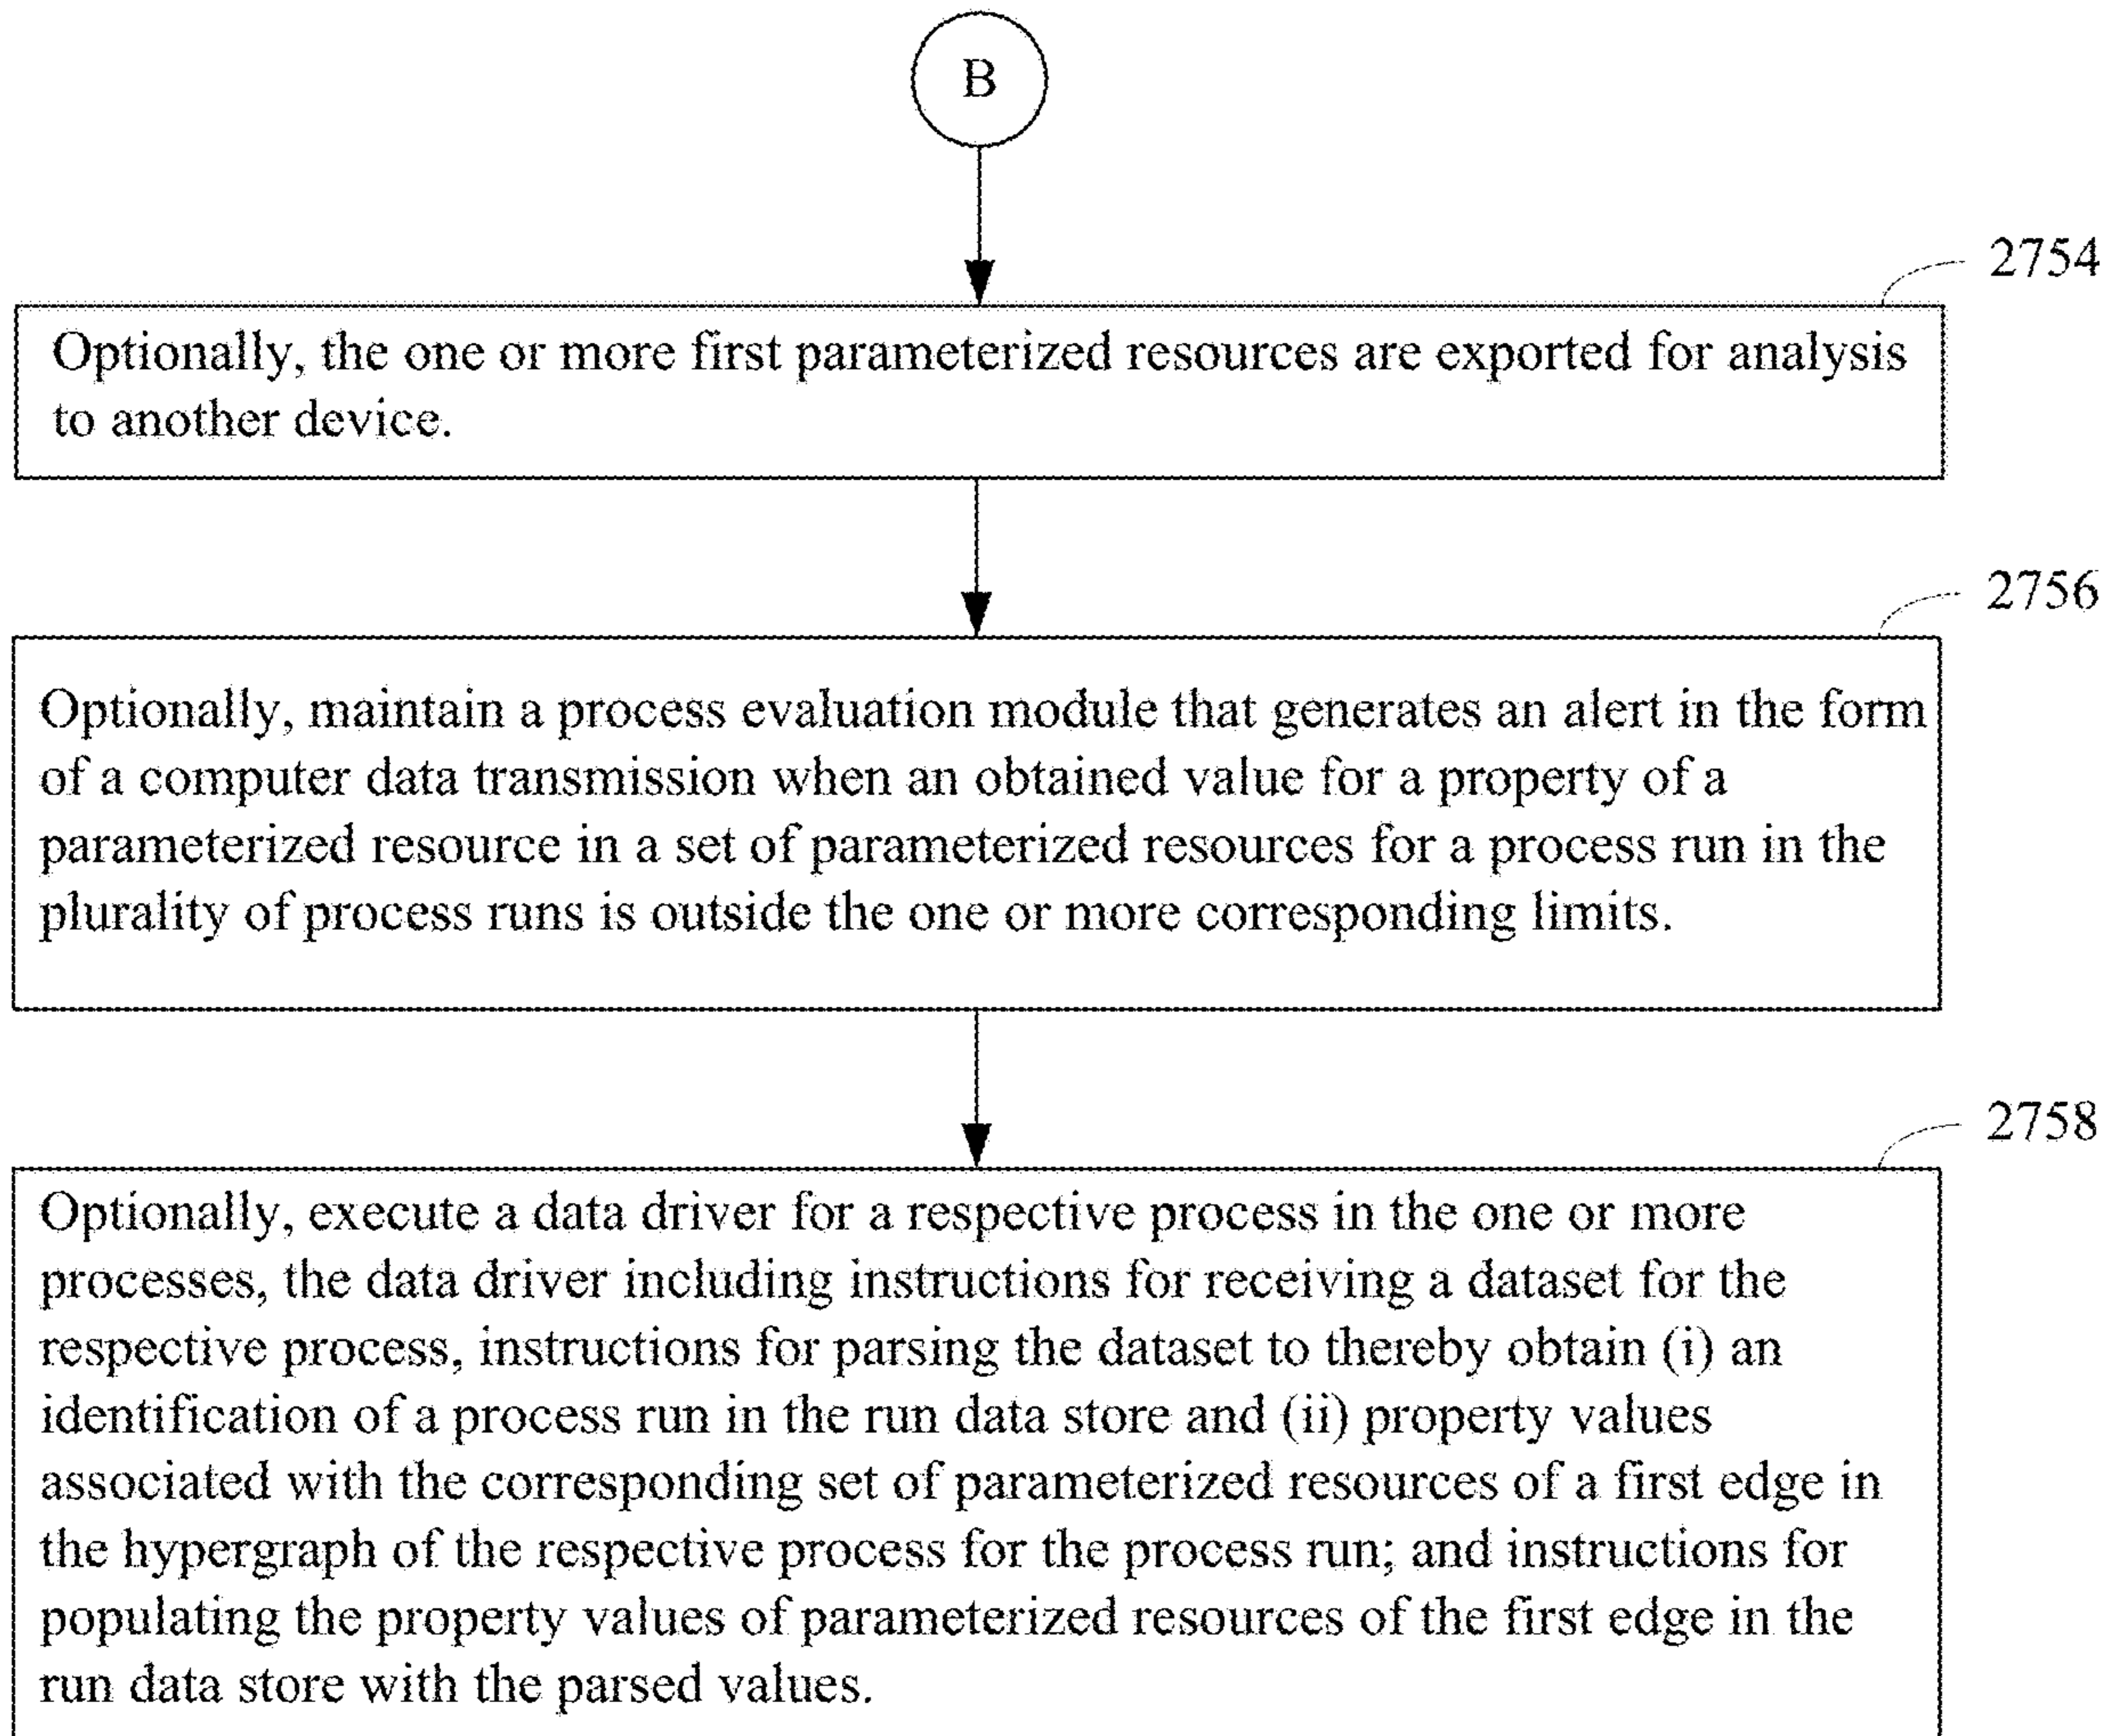 B
2754
Optionally, the one or more first parameterized resources are exported for analysis
to another device.
2756
Optionally, maintain a process evaluation module that generates an alert in the form
of a computer data transmission when an obtained value for a property of a
parameterized resource in a set of parameterized resources for a process run in the
plurality of process runs is outside the one or more corresponding limits.
2758
Optionally, execute a data driver for a respective process in the one or more
processes, the data driver including instructions for receiving a dataset for the
respective process, instructions for parsing the dataset to thereby obtain (i) an
identification of a process run in the run data store and (ii) property values
associated with the corresponding set of parameterized resources of a first edge in
the hypergraph of the respective process for the process run; and instructions for
populating the property values of parameterized resources of the first edge in the
run data store with the parsed values.